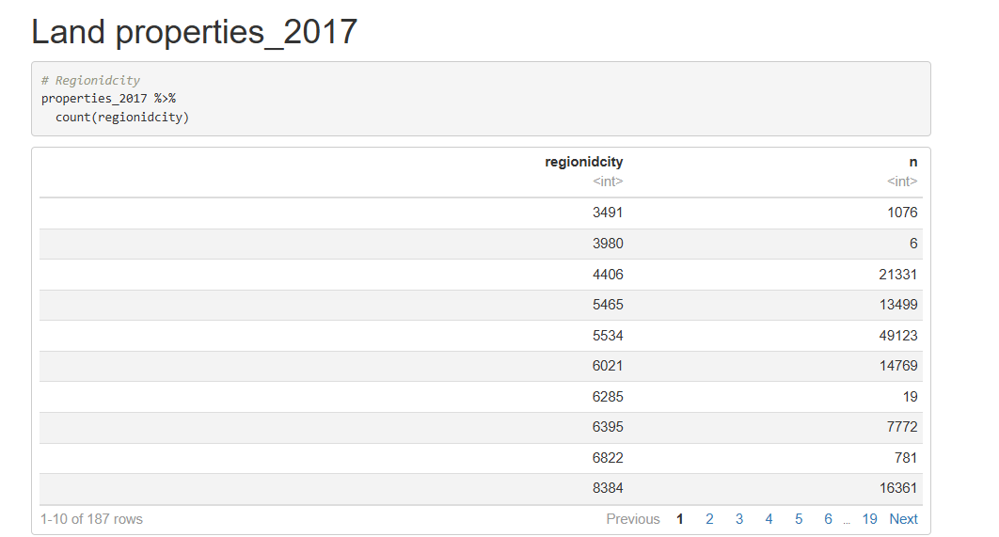 Land properties_2017
# Regionidcity
properties_2017 %>%
count(regionidcity)
regionidcity n
<int> <int>
3491 1076
3980 6
4406 21331
5465 13499
5534 49123
6021 14769
6285 19
6395 7772
6822 781
8384 16361
1-10 of 187 rows Previous 1 2 3 4 5 6 ... 19 Next